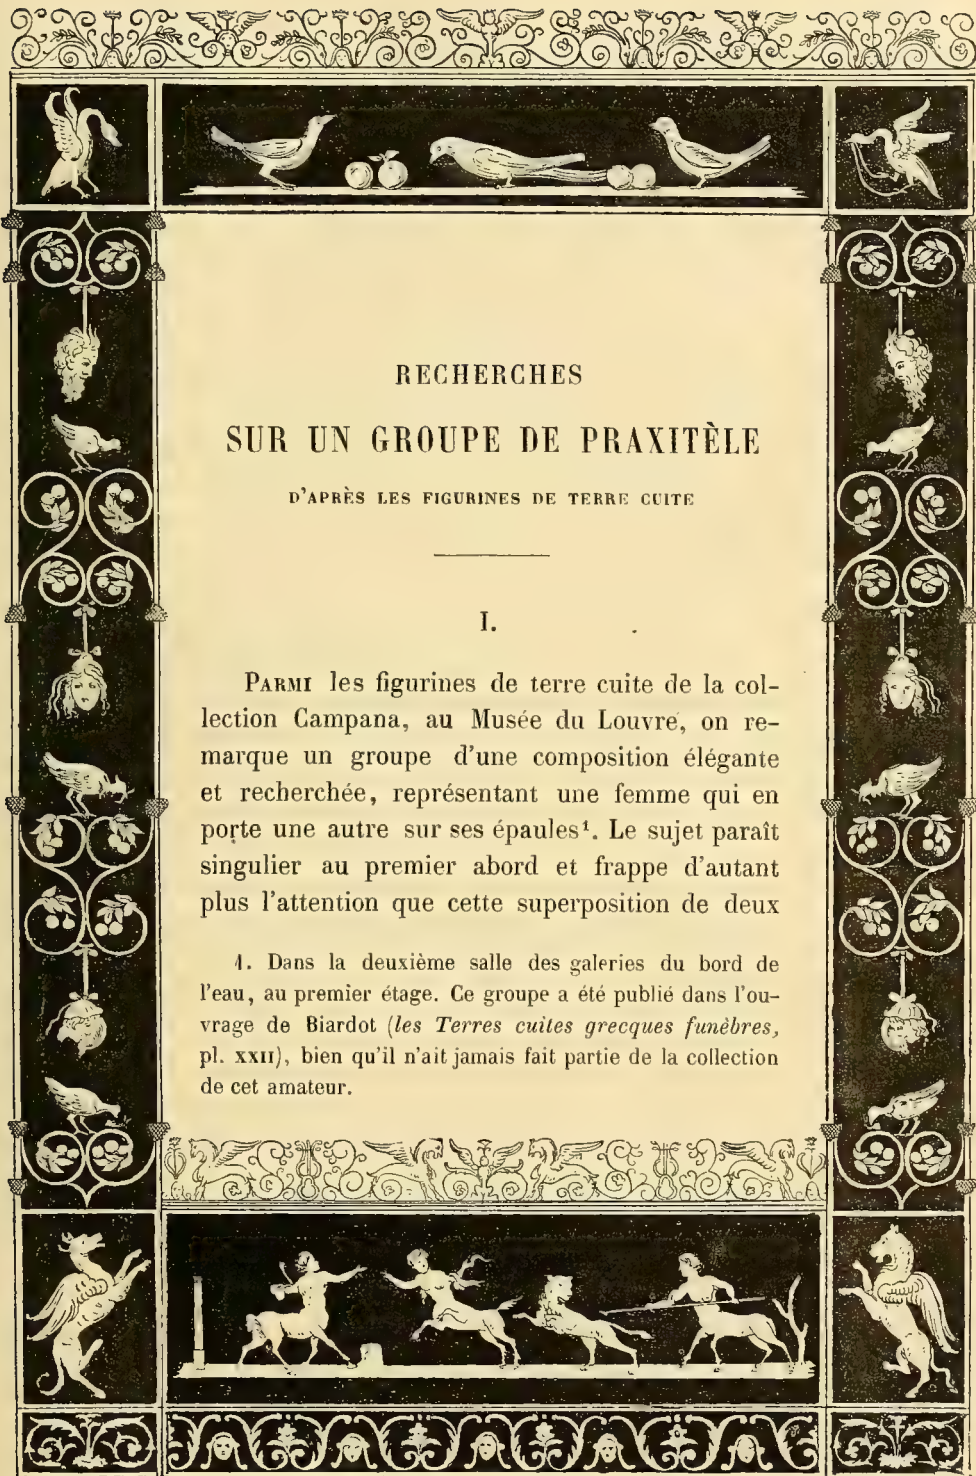 RECHERCHES
SUR UN GROUPE DE PRAXITÈLE
D'APRÈS LES FIGURINES DE TERRE CUITE
I.
PARMI les figurines de terre cuite de la col-
lection Campana, au Musée du Louvre, on re-
marque un groupe d'une composition élégante
et recherchée, représentant une femme qui en
porte une autre sur ses épaules¹. Le sujet paraît
singulier au premier abord et frappe d'autant
plus l'attention que cette superposition de deux
1. Dans la deuxième salle des galeries du bord de
l'eau, au premier étage. Ce groupe a été publié dans l'ou-
vrage de Biardot (les Terres cuites grecques funèbres,
pl. XXII), bien qu'il n'ait jamais fait partie de la collection
de cet amateur.